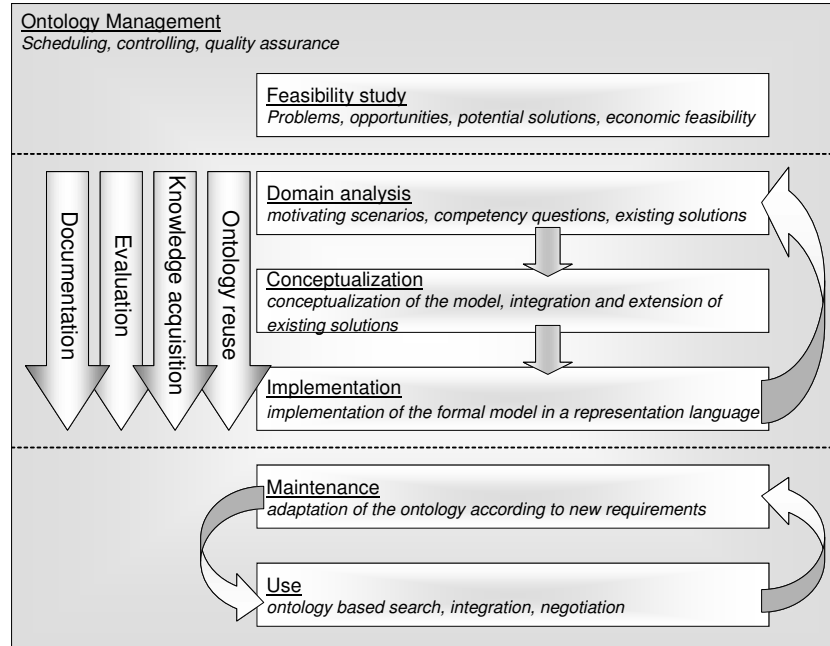 Ontology Management
Scheduling, controlling, quality assurance
Feasibility study
Problems, opportunities, potential solutions, economic feasibility
Documentation
Evaluation
Knowledge acquisition
Ontology reuse
Domain analysis
motivating scenarios, competency questions, existing solutions
Conceptualization
conceptualization of the model, integration and extension of
existing solutions
Implementation
implementation of the formal model in a representation language
Maintenance
adaptation of the ontology according to new requirements
Use
ontology based search, integration, negotiation